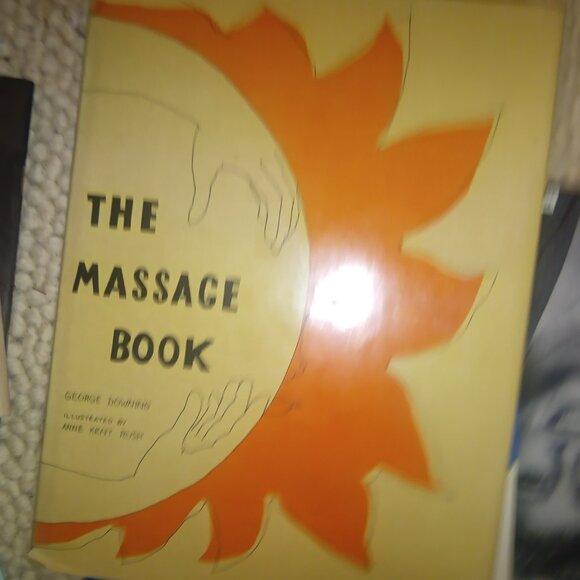 THE
MASSAGE
BOOK
GEORGE DOWNING
ILLUSTRATED BY
ANNE KENT RUSH